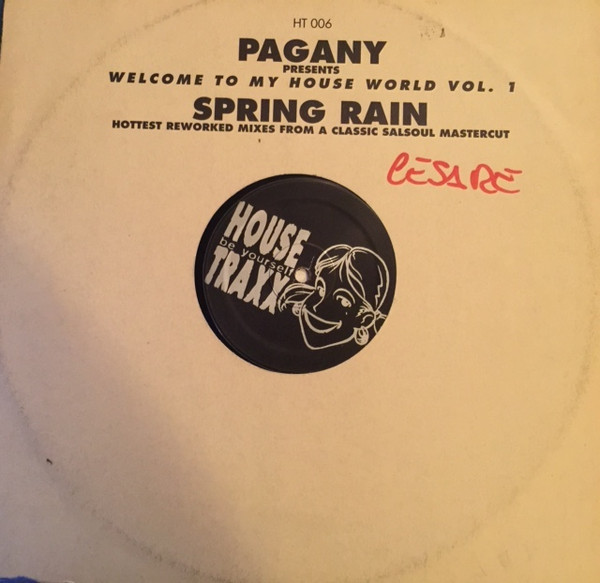 HT 006
PAGANY
PRESENTS
WELCOME TO MY HOUSE WORLD VOL. 1
SPRING RAIN
HOTTEST REWORKED MIXES FROM A CLASSIC SALSOUL MASTERCUT
CESARE
HOUSE
be yourself
TRAXX